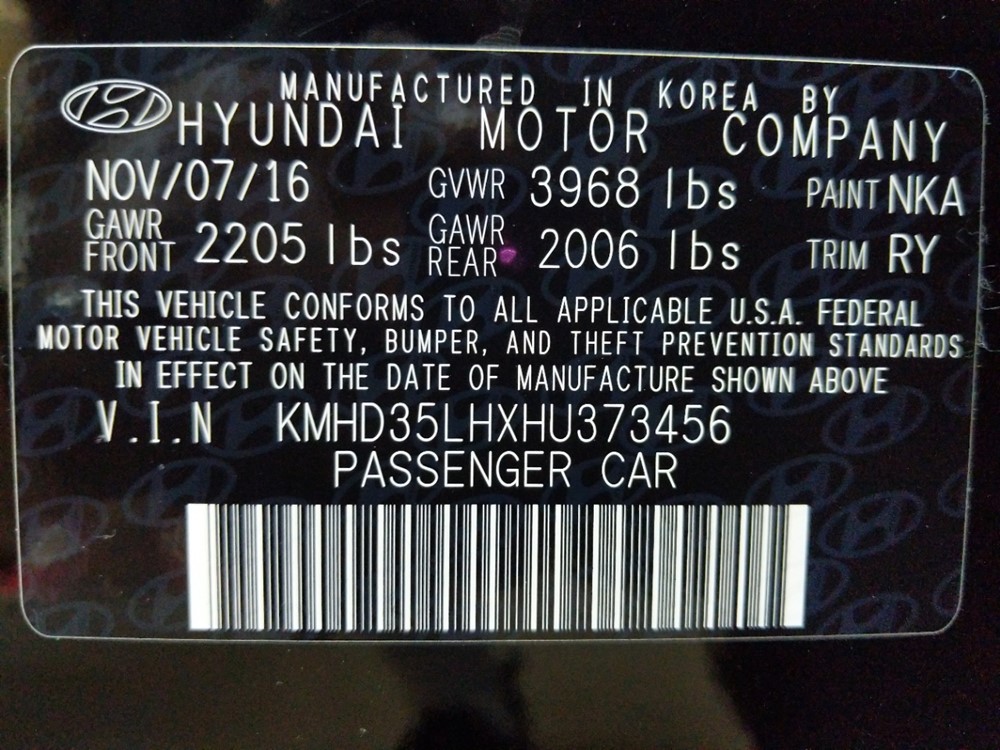 MANUFACTURED IN KOREA BY
HYUNDAI MOTOR COMPANY
NOV/07/16 GVWR 3968 lbs PAINT NKA
GAWR FRONT 2205 lbs GAWR REAR 2006 lbs TRIM RY
THIS VEHICLE CONFORMS TO ALL APPLICABLE U.S.A. FEDERAL
MOTOR VEHICLE SAFETY, BUMPER, AND THEFT PREVENTION STANDARDS
IN EFFECT ON THE DATE OF MANUFACTURE SHOWN ABOVE
V.I.N KMHD35LHXHU373456
PASSENGER CAR